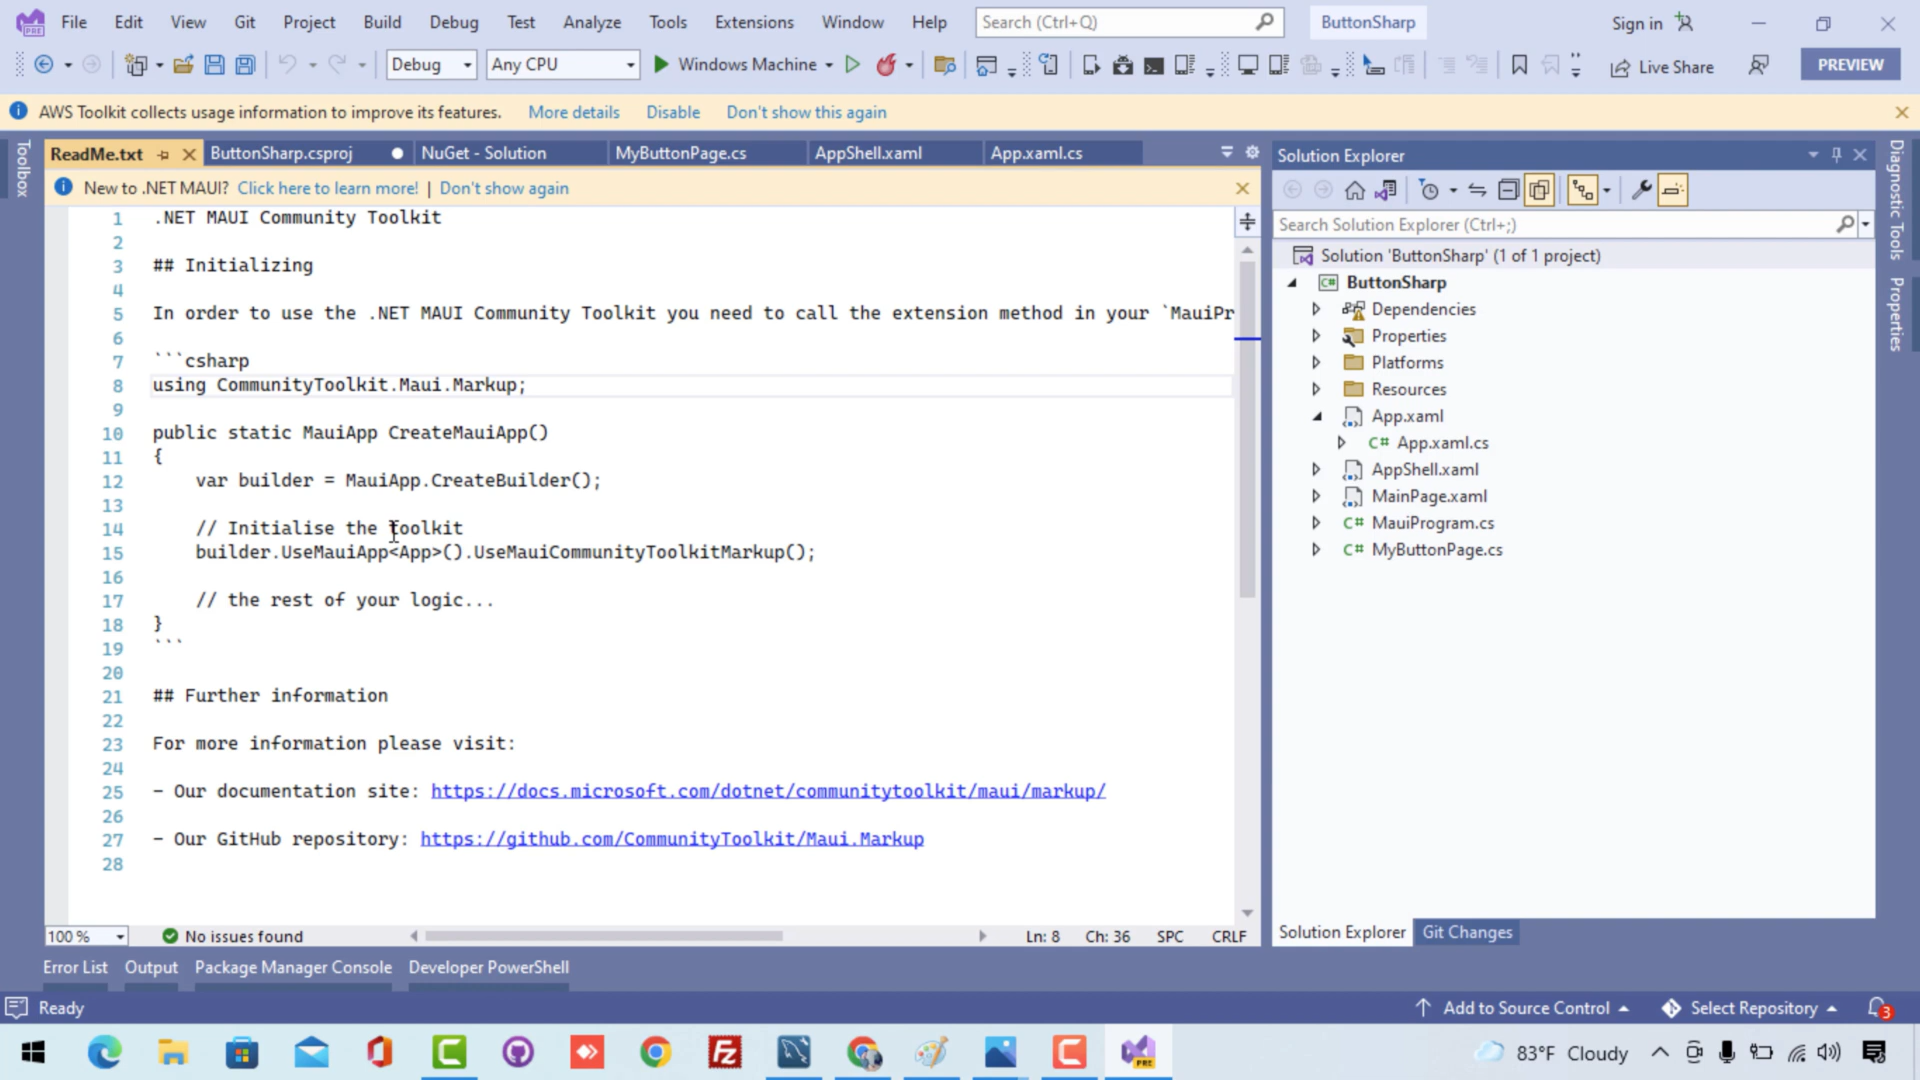 File Edit View Git Project Build Debug Test Analyze Tools Extensions Window Help Search (Ctrl+Q) ButtonSharp Sign in
Debug Any CPU Windows Machine Live Share PREVIEW
AWS Toolkit collects usage information to improve its features. More details Disable Don't show this again
Toolbox
ReadMe.txt ButtonSharp.csproj NuGet - Solution MyButtonPage.cs AppShell.xaml App.xaml.cs
New to .NET MAUI? Click here to learn more! | Don't show again
1 .NET MAUI Community Toolkit
2
3 ## Initializing
4
5 In order to use the .NET MAUI Community Toolkit you need to call the extension method in your `MauiPr
6
7 ```csharp
8 using CommunityToolkit.Maui.Markup;
9
10 public static MauiApp CreateMauiApp()
11 {
12 var builder = MauiApp.CreateBuilder();
13
14 // Initialise the toolkit
15 builder.UseMauiApp<App>().UseMauiCommunityToolkitMarkup();
16
17 // the rest of your logic...
18 }
19 ```
20
21 ## Further information
22
23 For more information please visit:
24
25 - Our documentation site: https://docs.microsoft.com/dotnet/communitytoolkit/maui/markup/
26
27 - Our GitHub repository: https://github.com/CommunityToolkit/Maui.Markup
28
100 % No issues found Ln: 8 Ch: 36 SPC CRLF
Solution Explorer
Search Solution Explorer (Ctrl+;)
Solution 'ButtonSharp' (1 of 1 project)
ButtonSharp
Dependencies
Properties
Platforms
Resources
App.xaml
C# App.xaml.cs
AppShell.xaml
MainPage.xaml
C# MauiProgram.cs
C# MyButtonPage.cs
Solution Explorer Git Changes
Diagnostic Tools
Properties
Error List Output Package Manager Console Developer PowerShell
Ready Add to Source Control Select Repository 3
PRE 83°F Cloudy